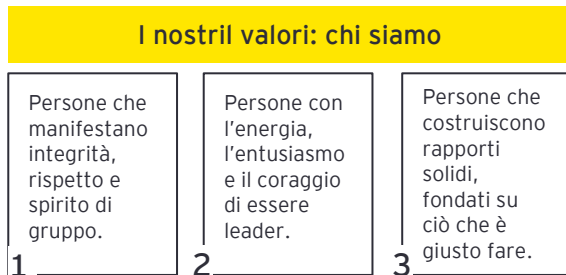 I nostril valori: chi siamo
Persone che
manifestano
integrità,
rispetto e
spirito di
gruppo.
1
Persone con
l'energia,
l'entusiasmo
e il coraggio
di essere
leader.
2
Persone che
costruiscono
rapporti
solidi,
fondati su
ciò che è
giusto fare.
3